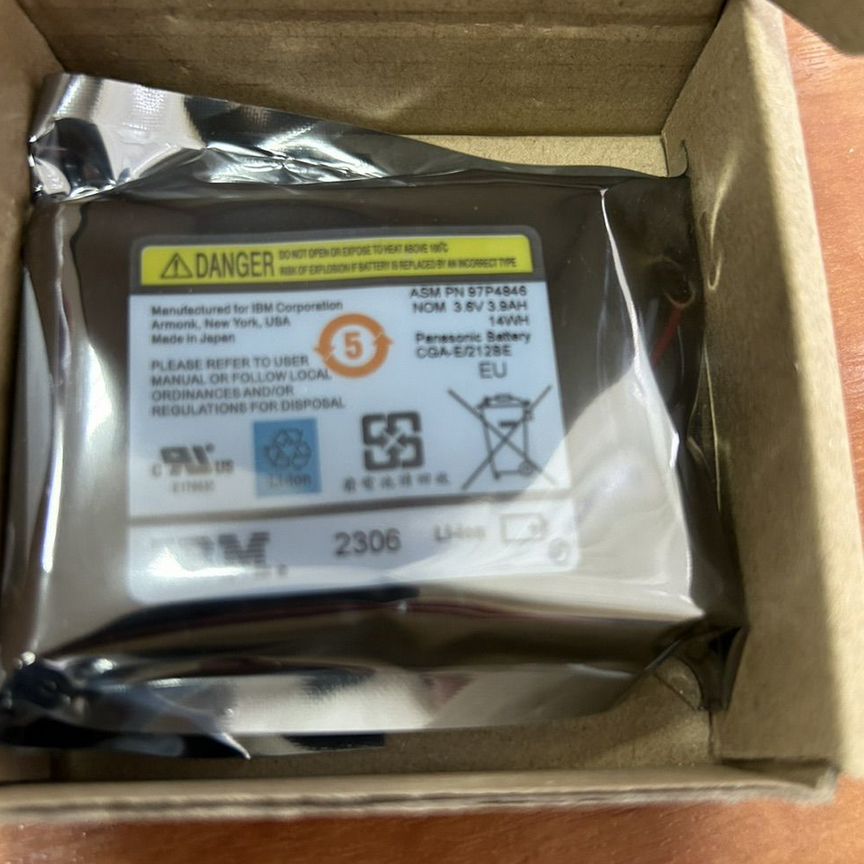 DANGER
DO NOT OPEN OR EXPOSE TO HEAT ABOVE 100°C
RISK OF EXPLOSION IF BATTERY IS REPLACED BY AN INCORRECT TYPE
Manufactured for IBM Corporation
Armonk, New York, USA
Made in Japan
ASM PN 97P4846
NOM 3.6V 3.9AH
14WH
Panasonic Battery
CGA-E/212BE
EU
5
PLEASE REFER TO USER
MANUAL OR FOLLOW LOCAL
ORDINANCES AND/OR
REGULATIONS FOR DISPOSAL
c RU US
Li-ion
IBM
2306
Li-ion